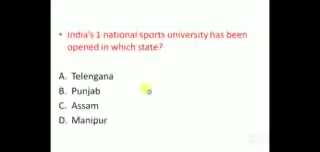 • India's 1 national sports university has been
opened in which state?
A. Telengana
B. Punjab
C. Assam
D. Manipur